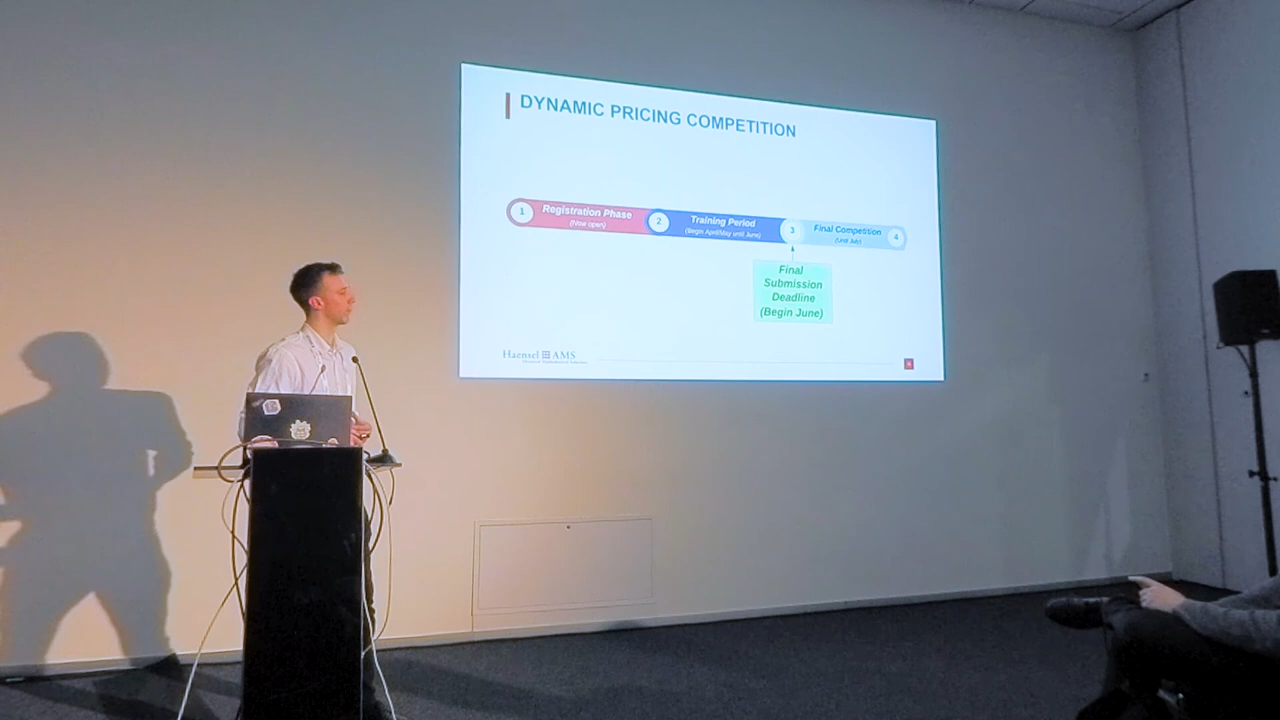 DYNAMIC PRICING COMPETITION
1
Registration Phase
(Now open)
2
Training Period
(Begin April/May until June)
3
Final Competition
(Until July)
4
Final
Submission
Deadline
(Begin June)
Haensel AMS